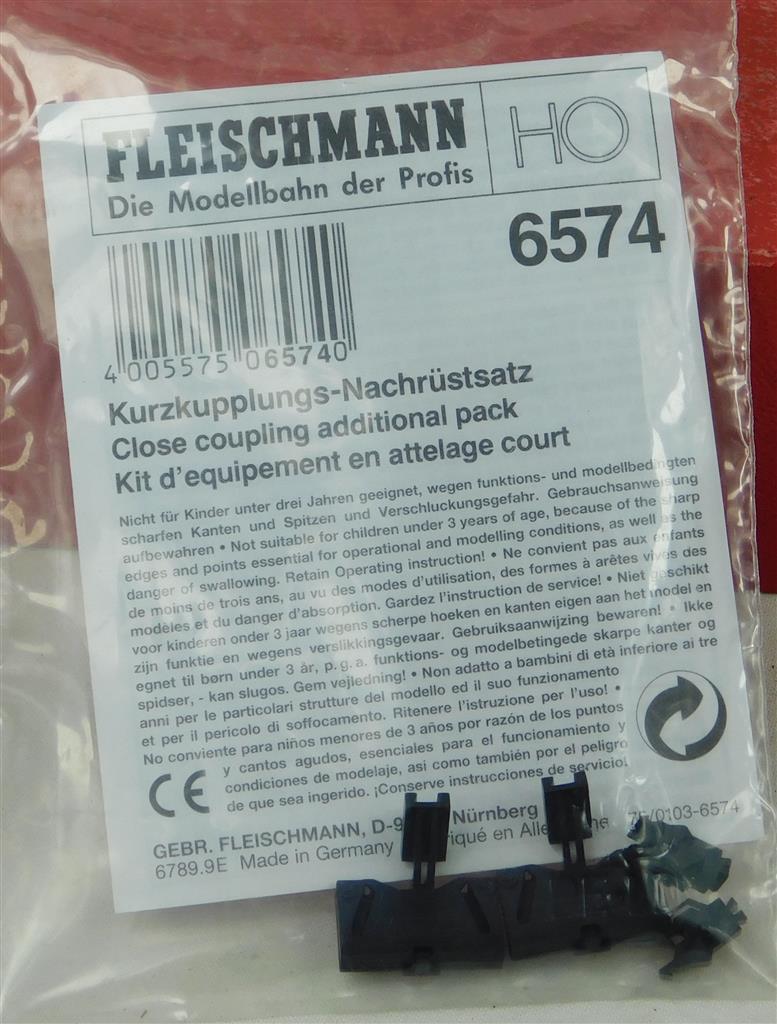 FLEISCHMANN
Die Modellbahn der Profis
HO
6574
4 005575 065740
Kurzkupplungs-Nachrüstsatz
Close coupling additional pack
Kit d'equipement en attelage court
Nicht für Kinder unter drei Jahren geeignet, wegen funktions- und modellbedingten
scharfen Kanten und Spitzen und Verschluckungsgefahr. Gebrauchsanweisung
aufbewahren • Not suitable for children under 3 years of age, because of the sharp
edges and points essential for operational and modelling conditions, as well as the
danger of swallowing. Retain Operating instruction! • Ne convient pas aux enfants
de moins de trois ans, au vu des modes d'utilisation, des formes à arêtes vives des
modèles et du danger d'absorption. Gardez l'instruction de service! • Niet geschikt
voor kinderen onder 3 jaar wegens scherpe hoeken en kanten eigen aan het model en
zijn funktie en wegens verslikkingsgevaar. Gebruiksaanwijzing bewaren! • Ikke
egnet til børn under 3 år, p. g. a. funktions- og modelbetingede skarpe kanter og
spidser, - kan slugos. Gem vejledning! • Non adatto a bambini di età inferiore ai tre
anni per le particolari strutture del modello ed il suo funzionamento
et per il pericolo di soffocamento. Ritenere l'istruzione per l'uso! •
No conviente para niños menores de 3 años por razón de los puntos
y cantos agudos, esenciales para el funcionamiento y
condiciones de modelaje, asi como también por el peligro
de que sea ingerido. ¡Conserve instrucciones de servicio!
CE
GEBR. FLEISCHMANN, D-9 Nürnberg
6789.9E Made in Germany 75/0103-6574